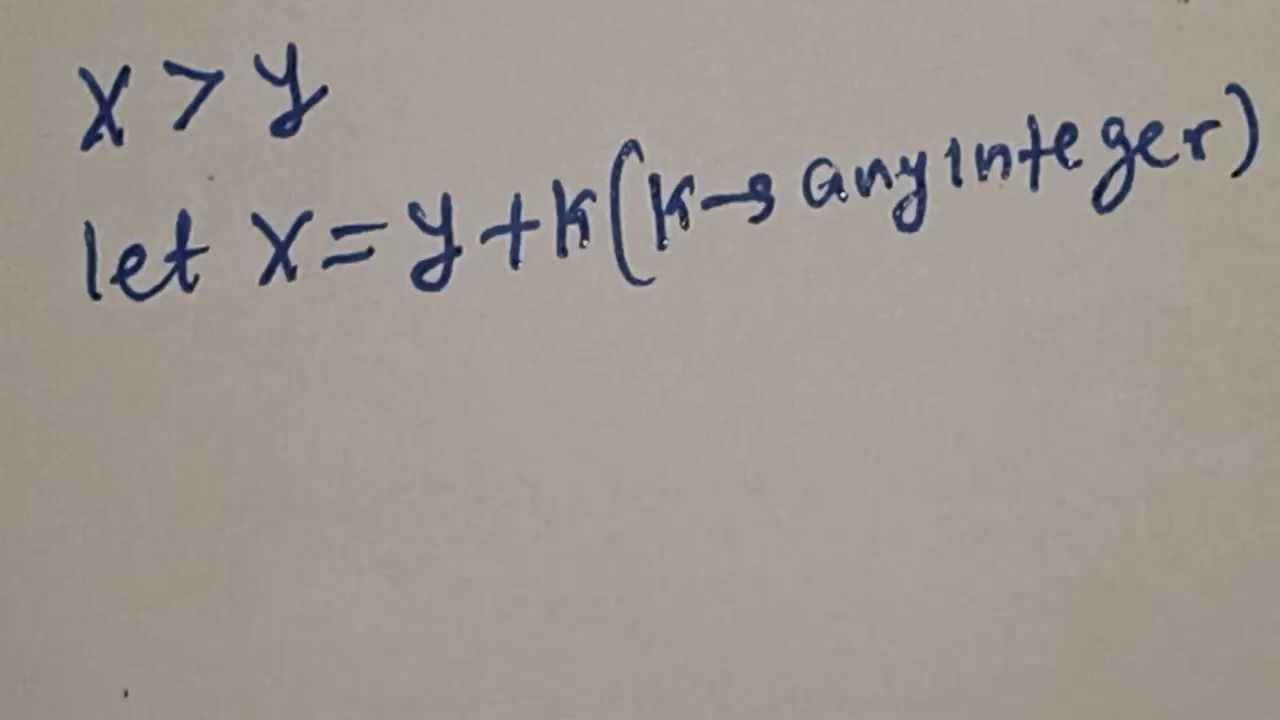 x > y
let x = y + k (k → any integer)